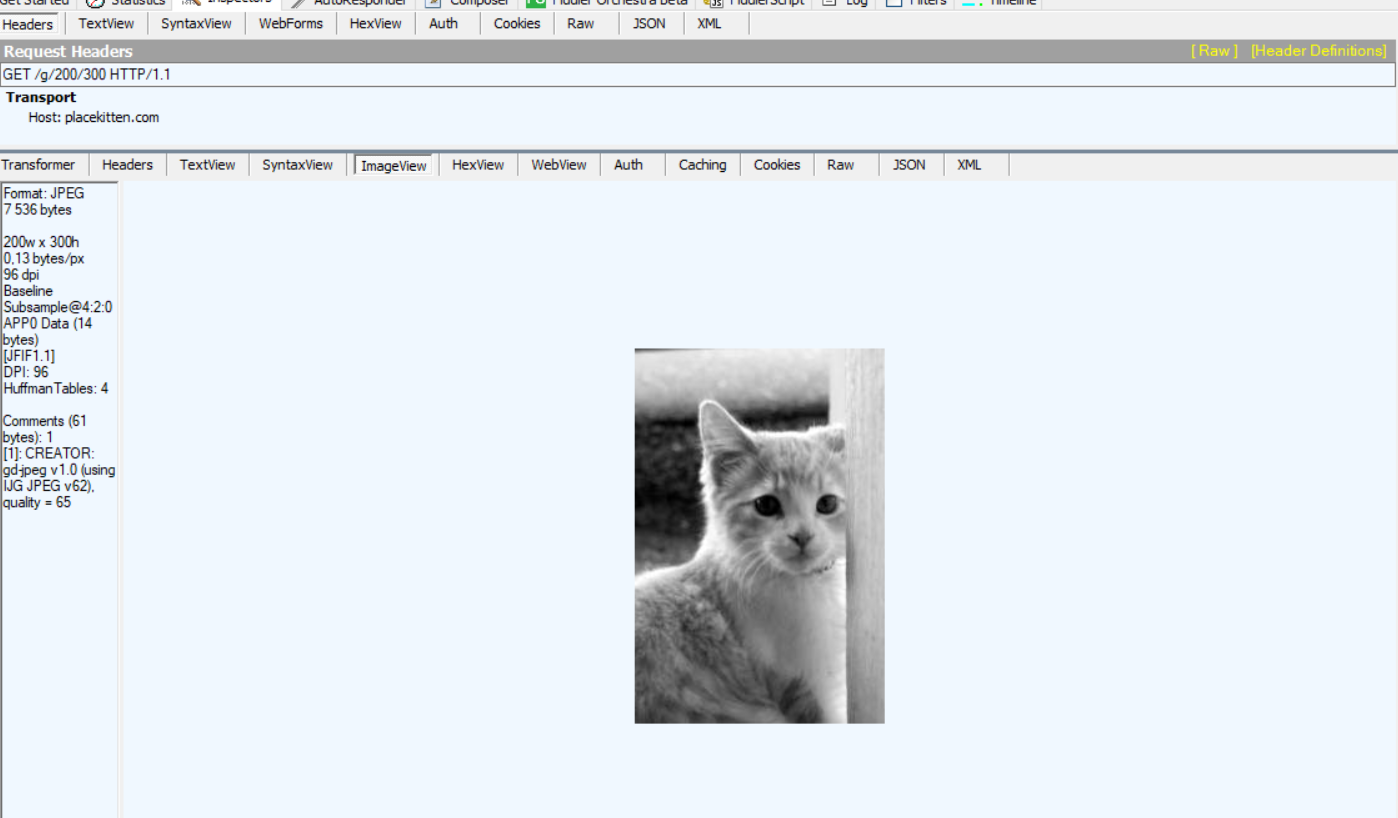 Get Started Statistics Inspectors AutoResponder Composer FO Fiddler Orchestra Beta FiddlerScript Log Filters Timeline
Headers TextView SyntaxView WebForms HexView Auth Cookies Raw JSON XML
Request Headers [ Raw ] [Header Definitions]
GET /g/200/300 HTTP/1.1
Transport
Host: placekitten.com
Transformer Headers TextView SyntaxView ImageView HexView WebView Auth Caching Cookies Raw JSON XML
Format: JPEG
7 536 bytes
200w x 300h
0,13 bytes/px
96 dpi
Baseline
Subsample@4:2:0
APP0 Data (14
bytes)
[JFIF1.1]
DPI: 96
HuffmanTables: 4
Comments (61
bytes): 1
[1]: CREATOR:
gd-jpeg v1.0 (using
IJG JPEG v62),
quality = 65